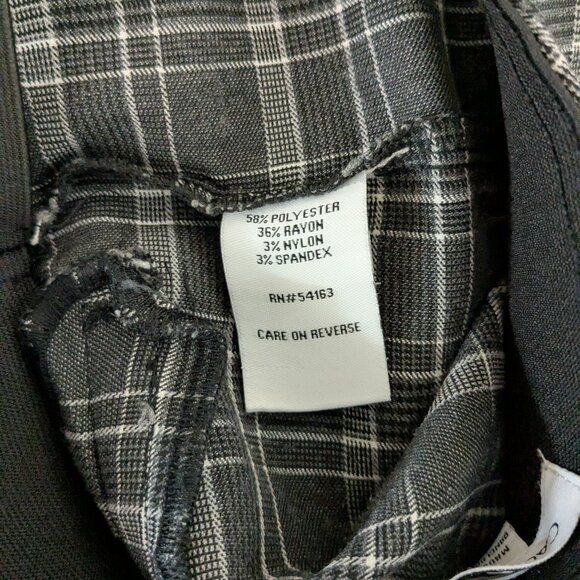 58% POLYESTER
36% RAYON
3% NYLON
3% SPANDEX
RN#54163
CARE ON REVERSE